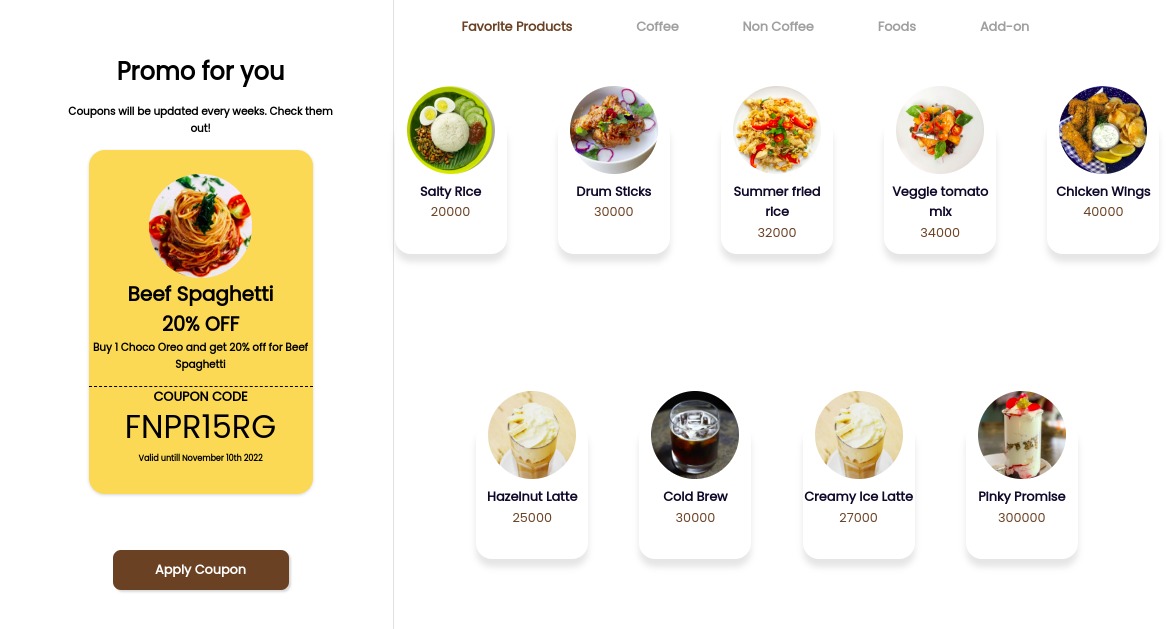 Promo for you
Coupons will be updated every weeks. Check them
out!
Beef Spaghetti
20% OFF
Buy 1 Choco Oreo and get 20% off for Beef
Spaghetti
COUPON CODE
FNPR15RG
Valid untill November 10th 2022
Apply Coupon
Favorite Products
Coffee
Non Coffee
Foods
Add-on
Salty Rice
20000
Drum Sticks
30000
Summer fried
rice
32000
Veggie tomato
mix
34000
Chicken Wings
40000
Hazelnut Latte
25000
Cold Brew
30000
Creamy Ice Latte
27000
Pinky Promise
300000